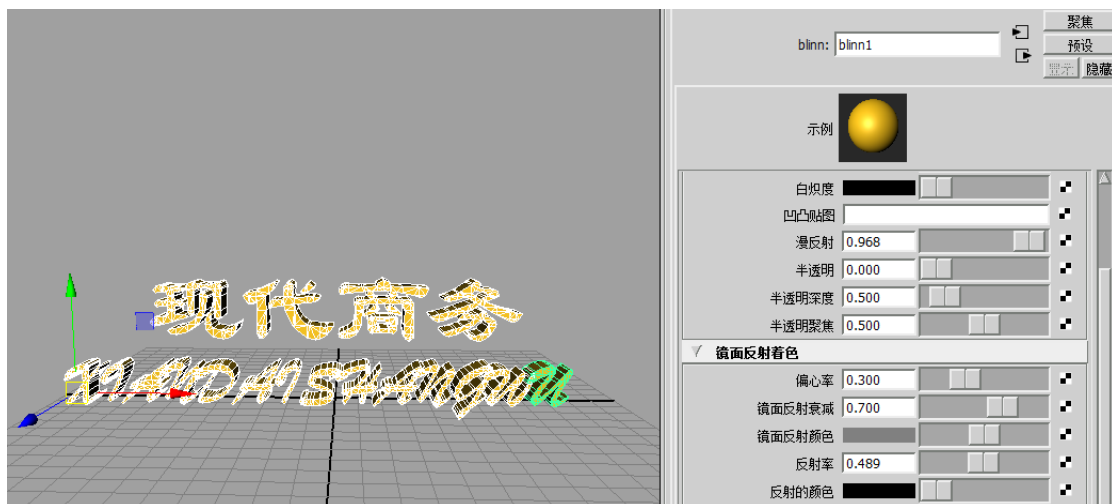 聚焦
blinn: blinn1
预设
显示 隐藏
示例
白炽度
凹凸贴图
漫反射 0.968
半透明 0.000
半透明深度 0.500
半透明聚焦 0.500
镜面反射着色
偏心率 0.300
镜面反射衰减 0.700
镜面反射颜色
反射率 0.489
反射的颜色
现代商务
XIANDAISHANGWU